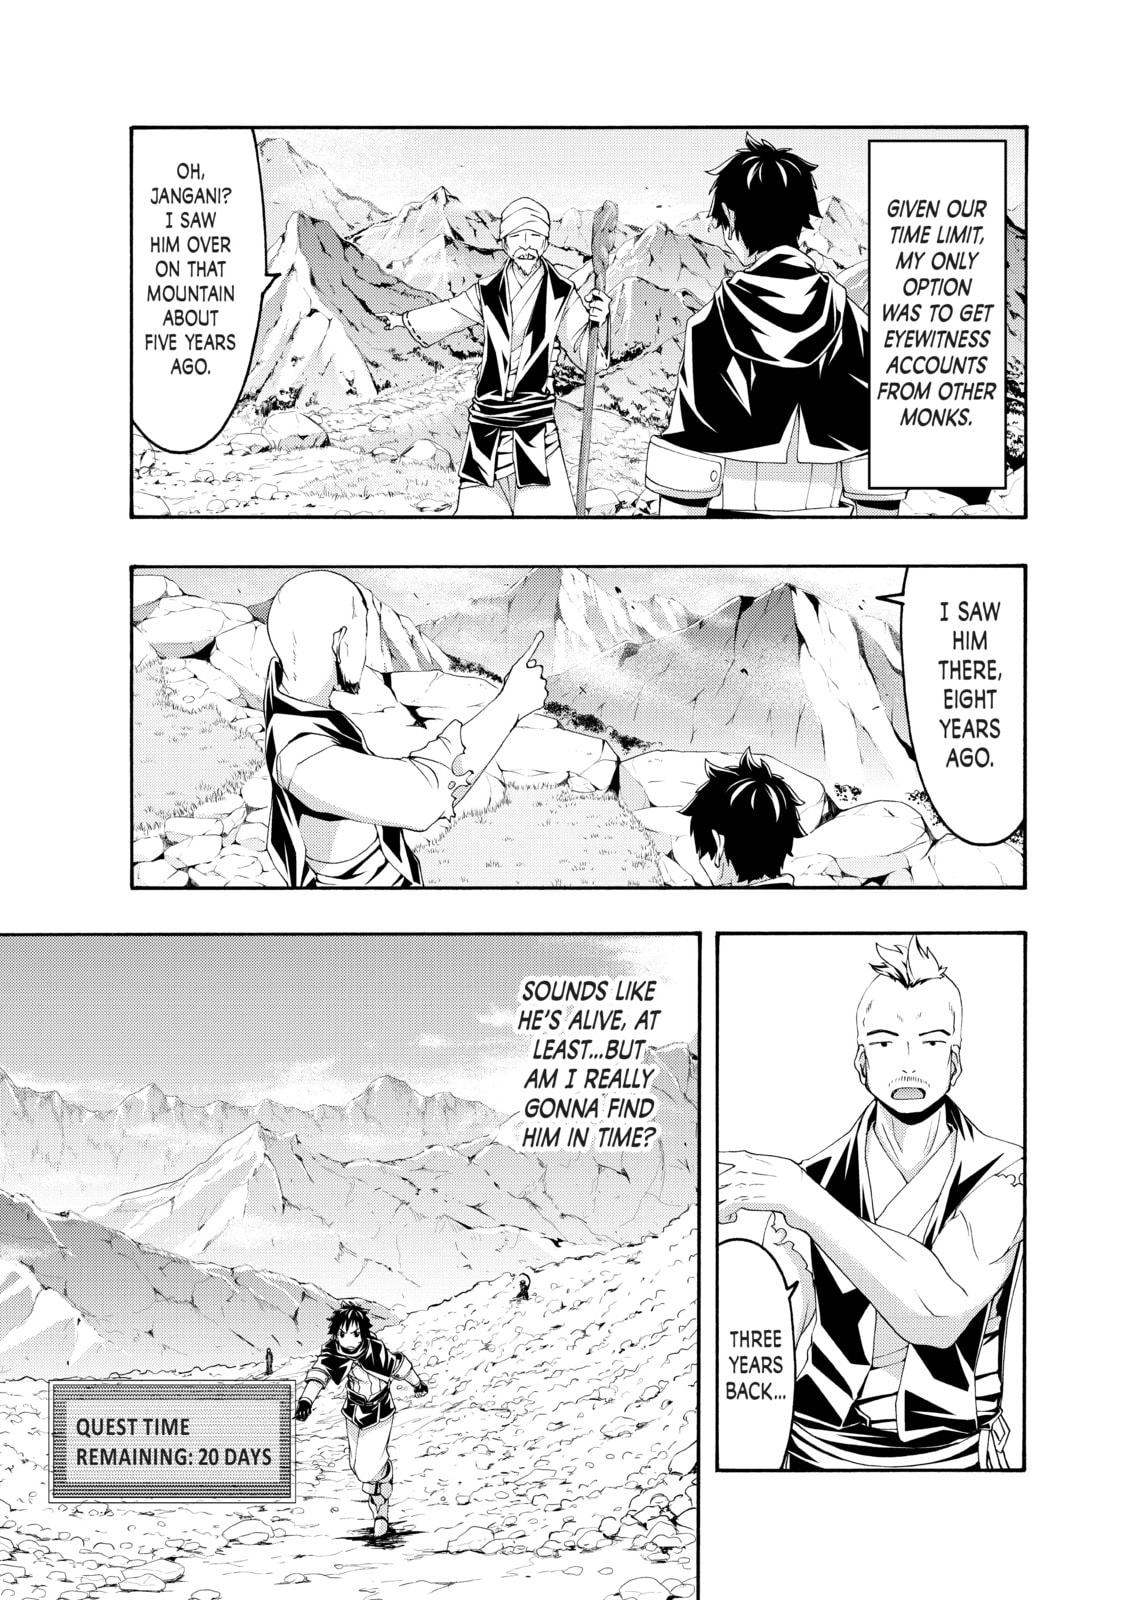 GIVEN OUR
TIME LIMIT,
MY ONLY
OPTION
WAS TO GET
EYEWITNESS
ACCOUNTS
FROM OTHER
MONKS.
OH,
JANGANI?
I SAW
HIM OVER
ON THAT
MOUNTAIN
ABOUT
FIVE YEARS
AGO.
I SAW
HIM
THERE,
EIGHT
YEARS
AGO.
THREE
YEARS
BACK...
SOUNDS LIKE
HE'S ALIVE, AT
LEAST...BUT
AM I REALLY
GONNA FIND
HIM IN TIME?
QUEST TIME
REMAINING: 20 DAYS